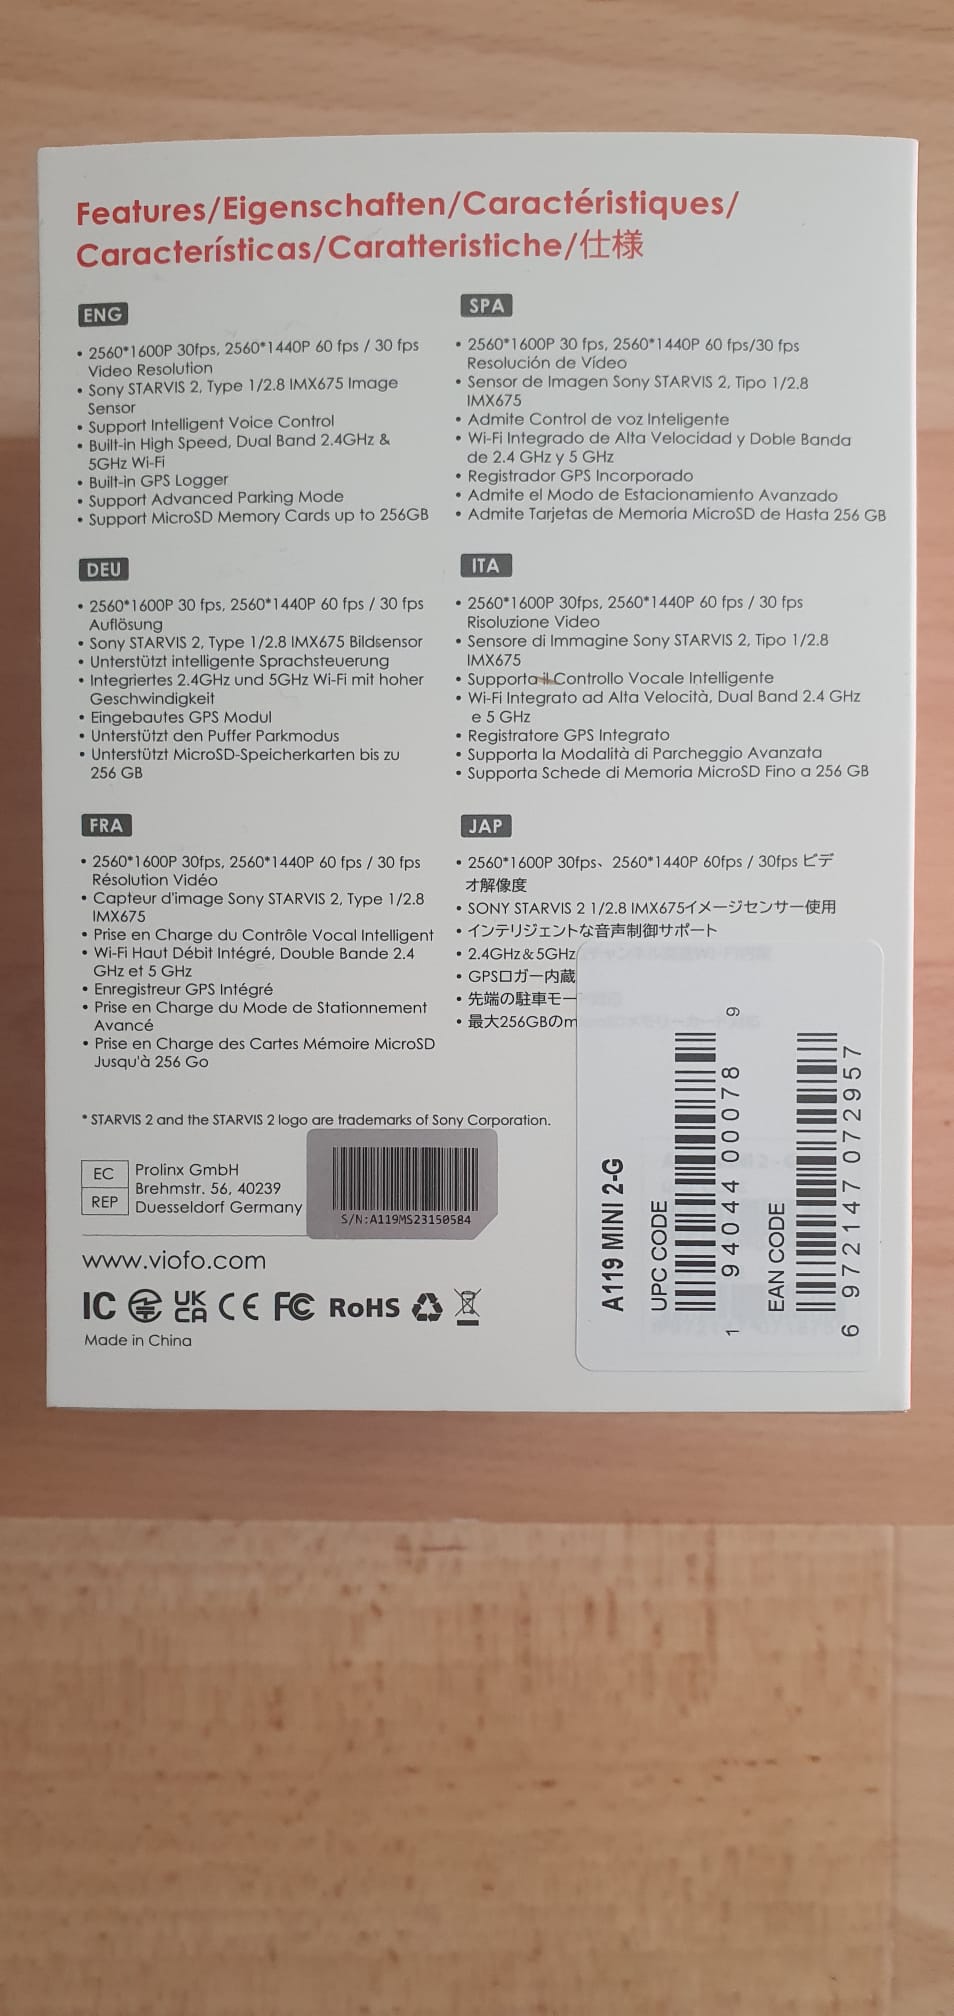 Features/Eigenschaften/Caractéristiques/
Características/Caratteristiche/仕様
ENG
• 2560*1600P 30fps, 2560*1440P 60 fps / 30 fps
Video Resolution
• Sony STARVIS 2, Type 1/2.8 IMX675 Image
Sensor
• Support Intelligent Voice Control
• Built-in High Speed, Dual Band 2.4GHz &
5GHz Wi-Fi
• Built-in GPS Logger
• Support Advanced Parking Mode
• Support MicroSD Memory Cards up to 256GB
DEU
• 2560*1600P 30 fps, 2560*1440P 60 fps / 30 fps
Auflösung
• Sony STARVIS 2, Type 1/2.8 IMX675 Bildsensor
• Unterstützt intelligente Sprachsteuerung
• Integriertes 2.4GHz und 5GHz Wi-Fi mit hoher
Geschwindigkeit
• Eingebautes GPS Modul
• Unterstützt den Puffer Parkmodus
• Unterstützt MicroSD-Speicherkarten bis zu
256 GB
FRA
• 2560*1600P 30fps, 2560*1440P 60 fps / 30 fps
Résolution Vidéo
• Capteur d'image Sony STARVIS 2, Type 1/2.8
IMX675
• Prise en Charge du Contrôle Vocal Intelligent
• Wi-Fi Haut Débit Intégré, Double Bande 2.4
GHz et 5 GHz
• Enregistreur GPS Intégré
• Prise en Charge du Mode de Stationnement
Avancé
• Prise en Charge des Cartes Mémoire MicroSD
Jusqu'à 256 Go
SPA
• 2560*1600P 30 fps, 2560*1440P 60 fps/30 fps
Resolución de Vídeo
• Sensor de Imagen Sony STARVIS 2, Tipo 1/2.8
IMX675
• Admite Control de voz Inteligente
• Wi-Fi Integrado de Alta Velocidad y Doble Banda
de 2.4 GHz y 5 GHz
• Registrador GPS Incorporado
• Admite el Modo de Estacionamiento Avanzado
• Admite Tarjetas de Memoria MicroSD de Hasta 256 GB
ITA
• 2560*1600P 30fps, 2560*1440P 60 fps / 30 fps
Risoluzione Video
• Sensore di Immagine Sony STARVIS 2, Tipo 1/2.8
IMX675
• Supporta il Controllo Vocale Intelligente
• Wi-Fi Integrato ad Alta Velocità, Dual Band 2.4 GHz
e 5 GHz
• Registratore GPS Integrato
• Supporta la Modalità di Parcheggio Avanzata
• Supporta Schede di Memoria MicroSD Fino a 256 GB
JAP
• 2560*1600P 30fps、2560*1440P 60fps / 30fps ビデ
オ解像度
• SONY STARVIS 2 1/2.8 IMX675イメージセンサー使用
• インテリジェントな音声制御サポート
• 2.4GHz＆5GHz
• GPSロガー内蔵
• 先端の駐車モー
• 最大256GBのm
* STARVIS 2 and the STARVIS 2 logo are trademarks of Sony Corporation.
EC
REP
Prolinx GmbH
Brehmstr. 56, 40239
Duesseldorf Germany
S/N:A119MS23150584
www.viofo.com
IC UK CA CE FC RoHS
Made in China
A119 MINI 2-G
UPC CODE
1 94044 00078 9
EAN CODE
6 972147 072957